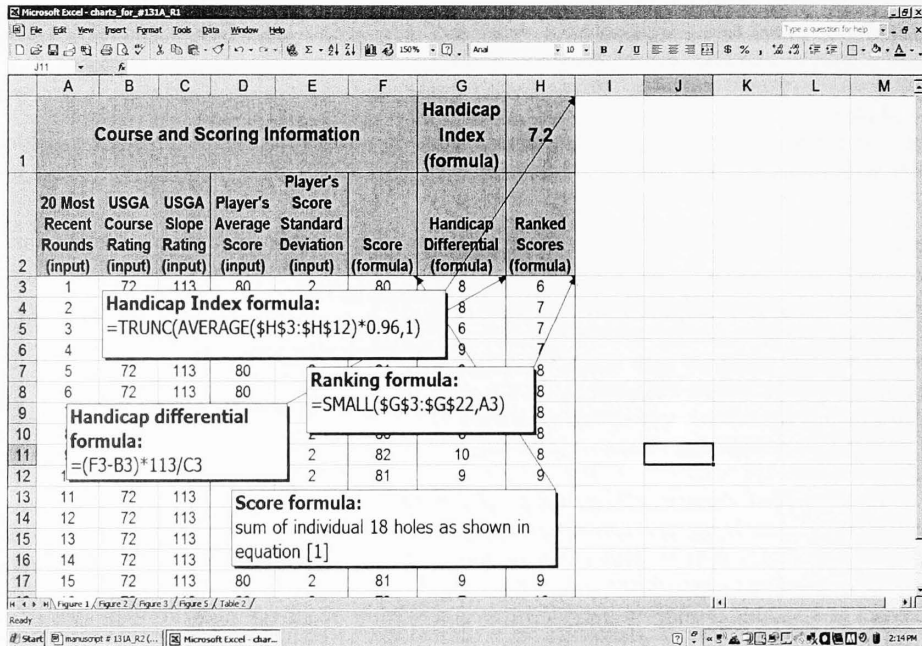 Microsoft Excel - charts_for_#131A_R1
File Edit View Insert Format Tools Data Window Help
Type a question for help
150% Arial 10 B I U $ % ,
J11 fx
A B C D E F G H I J K L M
1 Course and Scoring Information Handicap Index (formula) 7.2
2 20 Most Recent Rounds (input) USGA Course Rating (input) USGA Slope Rating (input) Player's Average Score (input) Player's Score Standard Deviation (input) Score (formula) Handicap Differential (formula) Ranked Scores (formula)
3 1 72 113 80 2 80 8 6
4 2 8 7
5 3 6 7
6 4 9 7
7 5 72 113 80 8
8 6 72 113 80 8
9 8
10 8
11 2 82 10 8
12 2 81 9 9
13 11 72 113
14 12 72 113
15 13 72 113
16 14 72 113
17 15 72 113 80 2 81 9 9
Handicap Index formula:
=TRUNC(AVERAGE($H$3:$H$12)*0.96,1)
Ranking formula:
=SMALL($G$3:$G$22,A3)
Handicap differential
formula:
=(F3-B3)*113/C3
Score formula:
sum of individual 18 holes as shown in
equation [1]
Figure 1 / Figure 2 / Figure 3 / Figure 5 / Table 2
Ready
Start manuscript # 131A_R2 (... Microsoft Excel - char... 2:14 PM